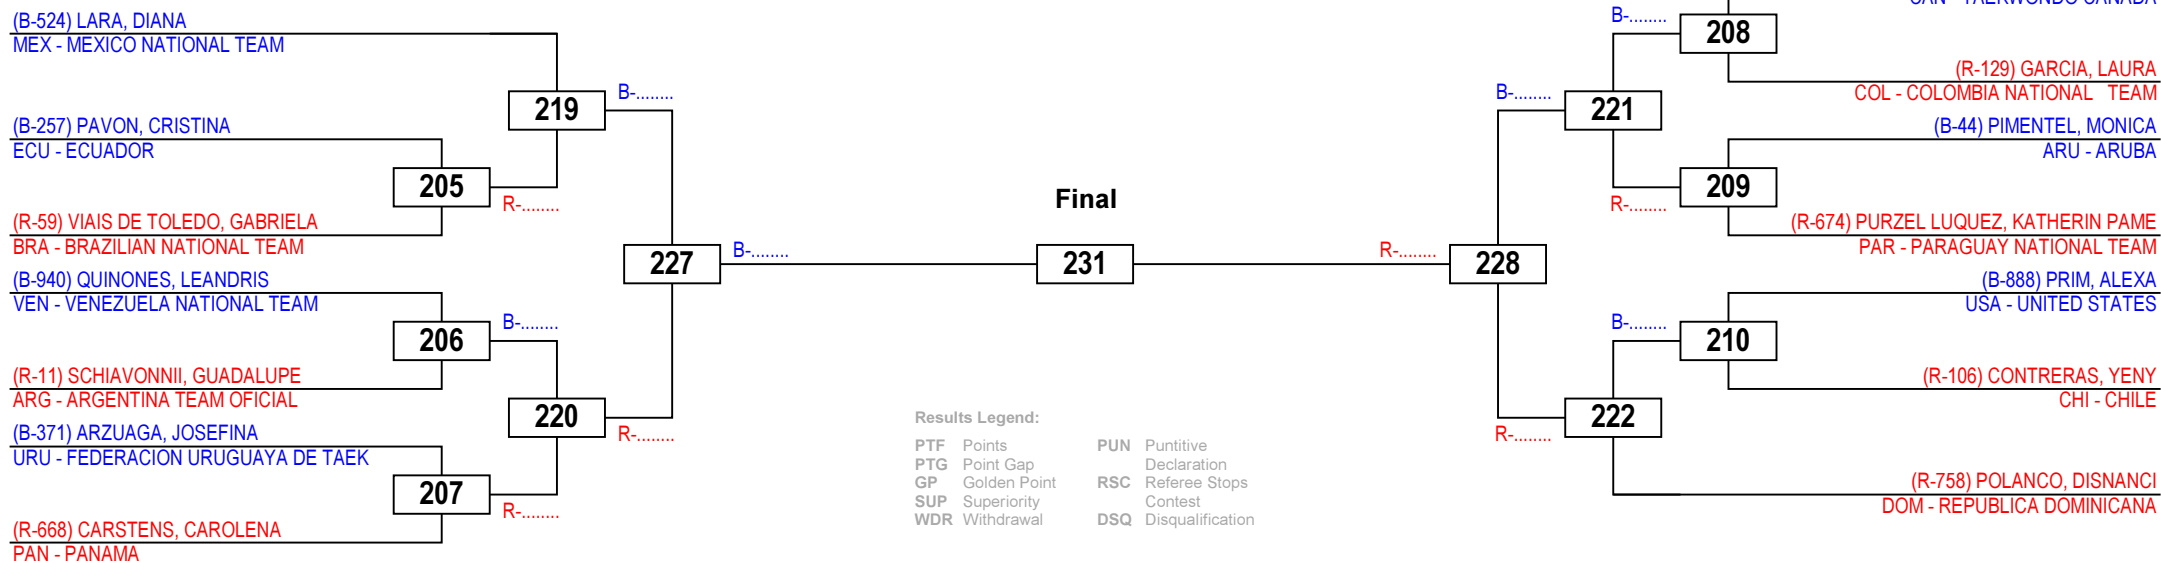 (B-524) LARA, DIANA
MEX - MEXICO NATIONAL TEAM
219
B-........
(B-257) PAVON, CRISTINA
ECU - ECUADOR
205
R-........
(R-59) VIAIS DE TOLEDO, GABRIELA
BRA - BRAZILIAN NATIONAL TEAM
227
B-........
(B-940) QUINONES, LEANDRIS
VEN - VENEZUELA NATIONAL TEAM
206
B-........
(R-11) SCHIAVONNII, GUADALUPE
ARG - ARGENTINA TEAM OFICIAL
220
R-........
(B-371) ARZUAGA, JOSEFINA
URU - FEDERACION URUGUAYA DE TAEK
207
R-........
(R-668) CARSTENS, CAROLENA
PAN - PANAMA
Final
231
Results Legend:
PTF Points
PTG Point Gap
GP Golden Point
SUP Superiority
WDR Withdrawal
PUN Puntitive
Declaration
RSC Referee Stops
Contest
DSQ Disqualification
CAN - TAEKWONDO CANADA
B-........
208
(R-129) GARCIA, LAURA
COL - COLOMBIA NATIONAL TEAM
B-........
221
(B-44) PIMENTEL, MONICA
ARU - ARUBA
209
R-........
(R-674) PURZEL LUQUEZ, KATHERIN PAME
PAR - PARAGUAY NATIONAL TEAM
R-........
228
(B-888) PRIM, ALEXA
USA - UNITED STATES
B-........
210
(R-106) CONTRERAS, YENY
CHI - CHILE
222
R-........
(R-758) POLANCO, DISNANCI
DOM - REPUBLICA DOMINICANA